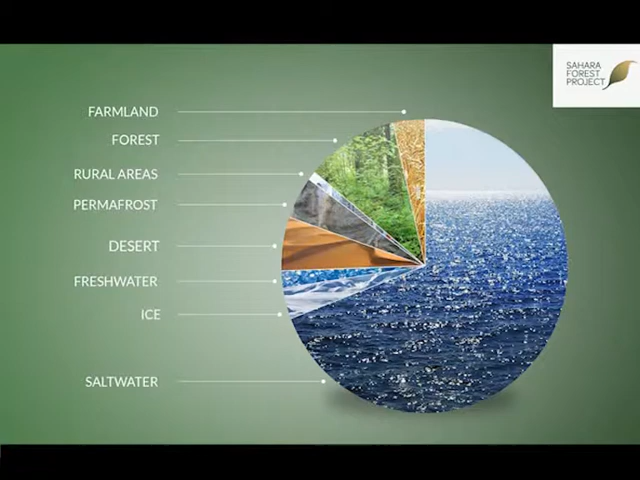 SAHARA
FOREST
PROJECT
FARMLAND
FOREST
RURAL AREAS
PERMAFROST
DESERT
FRESHWATER
ICE
SALTWATER